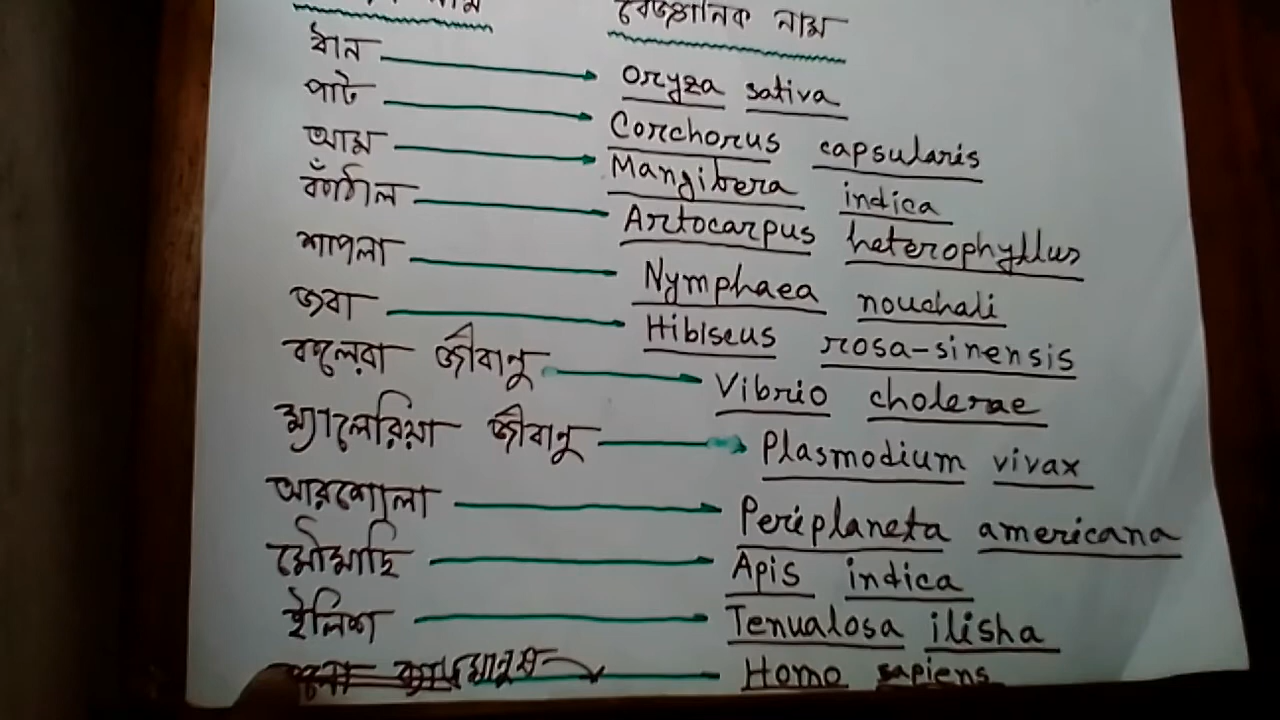 নাম বৈজ্ঞানিক নাম
ধান Oryza sativa
পাট Corchorus capsularis
আম Mangibera indica
কাঁঠাল Artocarpus heterophyllus
শাপলা Nymphaea nouchali
জবা Hibiscus rosa-sinensis
কলেরা জীবানু Vibrio cholerae
ম্যালেরিয়া জীবানু Plasmodium vivax
আরশোলা Periplaneta americana
মৌমাছি Apis indica
ইলিশ Tenualosa ilisha
মানুষ Homo sapiens